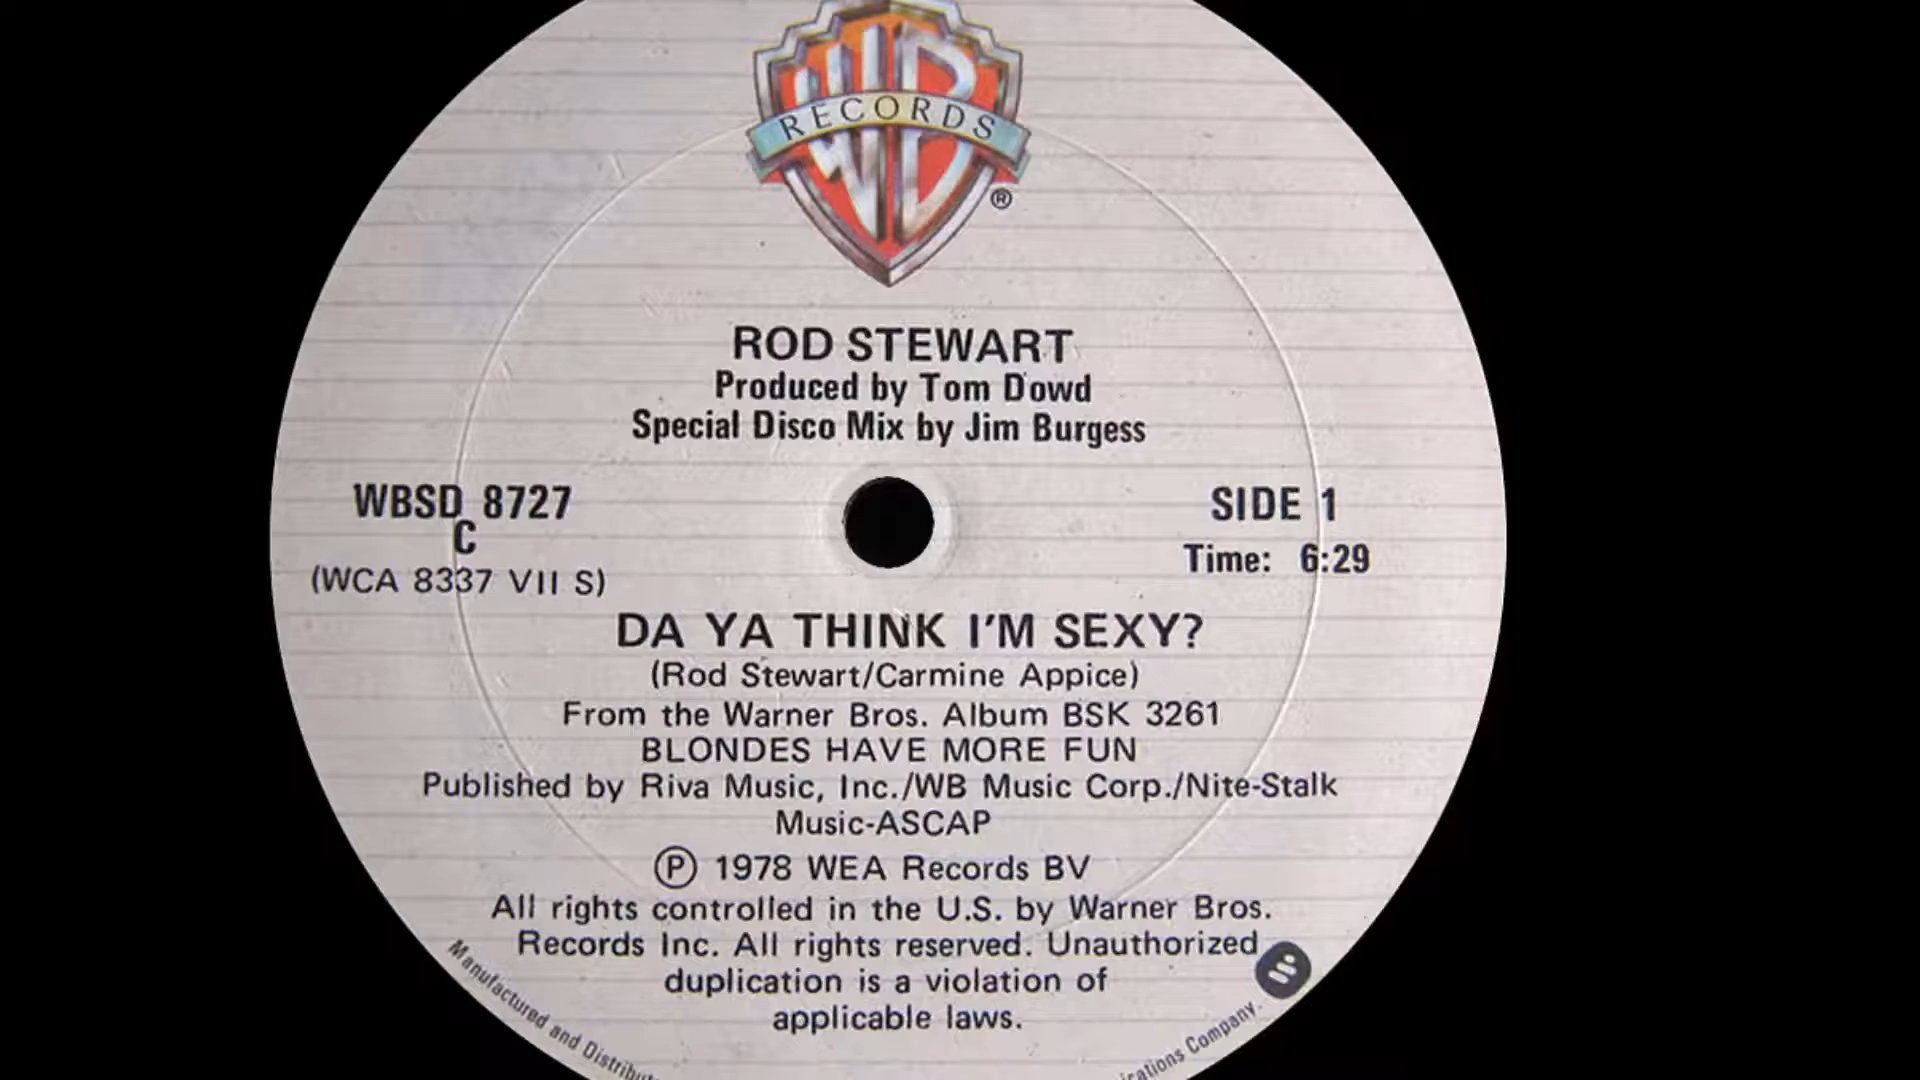 WB
RECORDS
®
ROD STEWART
Produced by Tom Dowd
Special Disco Mix by Jim Burgess
WBSD 8727
C
(WCA 8337 VII S)
SIDE 1
Time: 6:29
DA YA THINK I'M SEXY?
(Rod Stewart/Carmine Appice)
From the Warner Bros. Album BSK 3261
BLONDES HAVE MORE FUN
Published by Riva Music, Inc./WB Music Corp./Nite-Stalk
Music-ASCAP
Ⓟ 1978 WEA Records BV
All rights controlled in the U.S. by Warner Bros.
Records Inc. All rights reserved. Unauthorized
duplication is a violation of
applicable laws.
Manufactured and
Company.